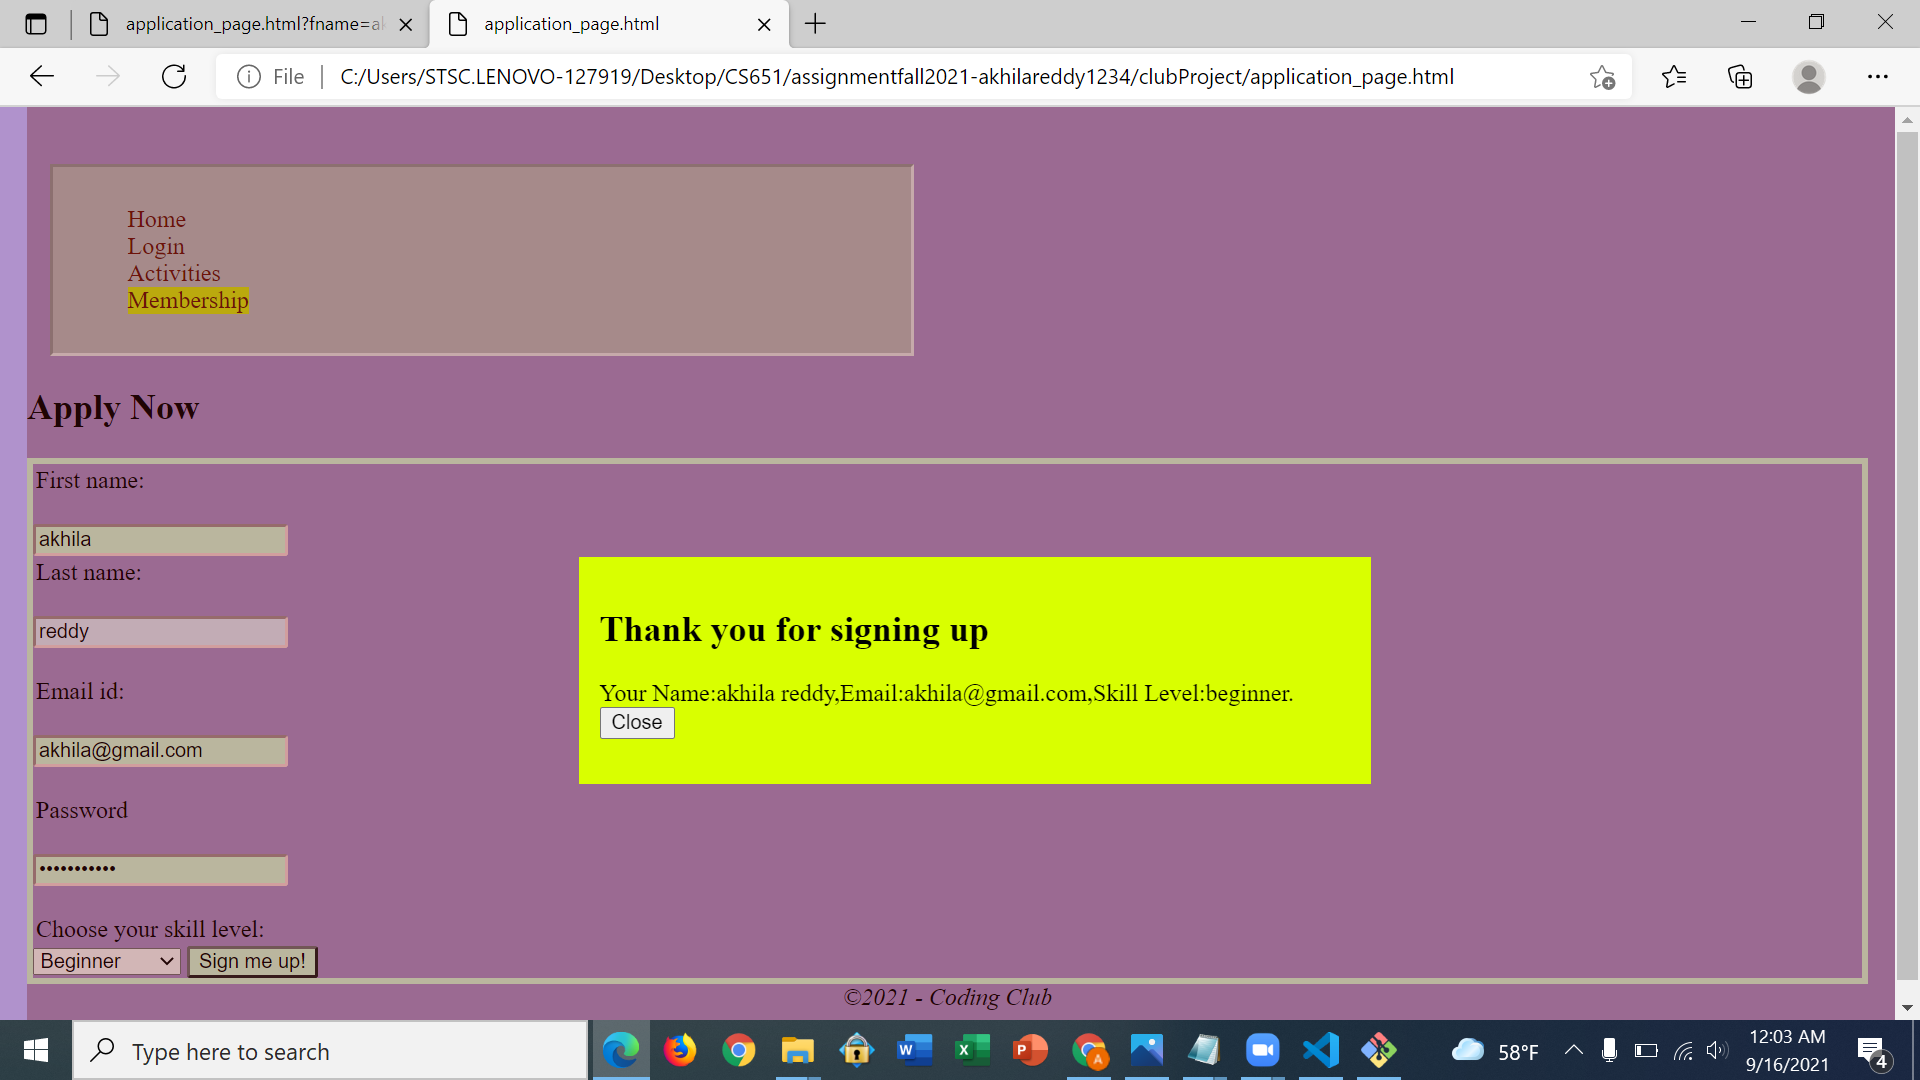 application_page.html?fname=a
application_page.html
File
C:/Users/STSC.LENOVO-127919/Desktop/CS651/assignmentfall2021-akhilareddy1234/clubProject/application_page.html
Home
Login
Activities
Membership
Apply Now
First name:
akhila
Last name:
reddy
Email id:
akhila@gmail.com
Password
•••••••••••
Choose your skill level:
Beginner
Sign me up!
Thank you for signing up
Your Name:akhila reddy,Email:akhila@gmail.com,Skill Level:beginner.
Close
©2021 - Coding Club
Type here to search
W
X
P
A
58°F
12:03 AM
9/16/2021
4